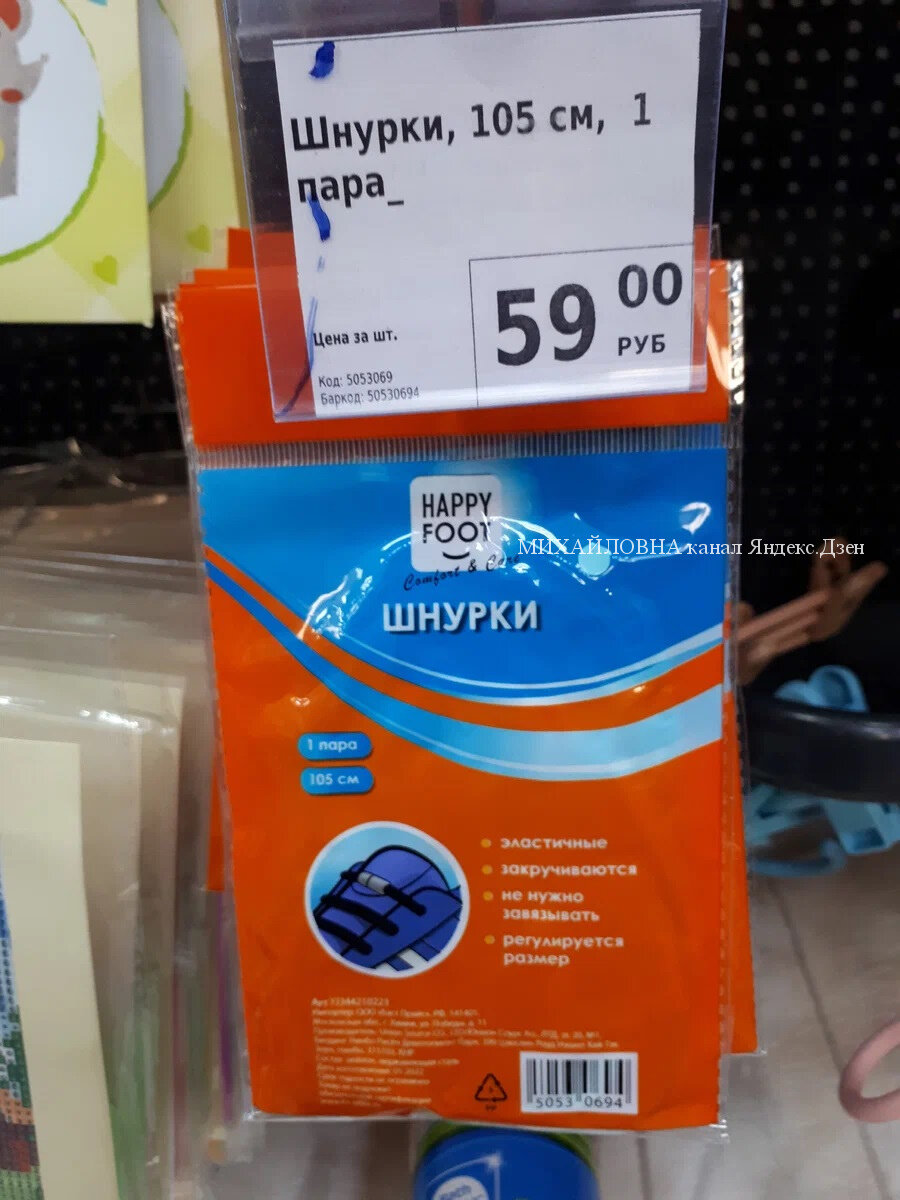 Шнурки, 105 см, 1
пара_
59 00
РУБ
Цена за шт.
Код: 5053069
Баркод: 50530694
HAPPY
FOOT
Comfort & Care
МИХАЙЛОВНА канал Яндекс.Дзен
ШНУРКИ
1 пара
105 см
эластичные
закручиваются
не нужно
завязывать
регулируется
размер
5053 0694